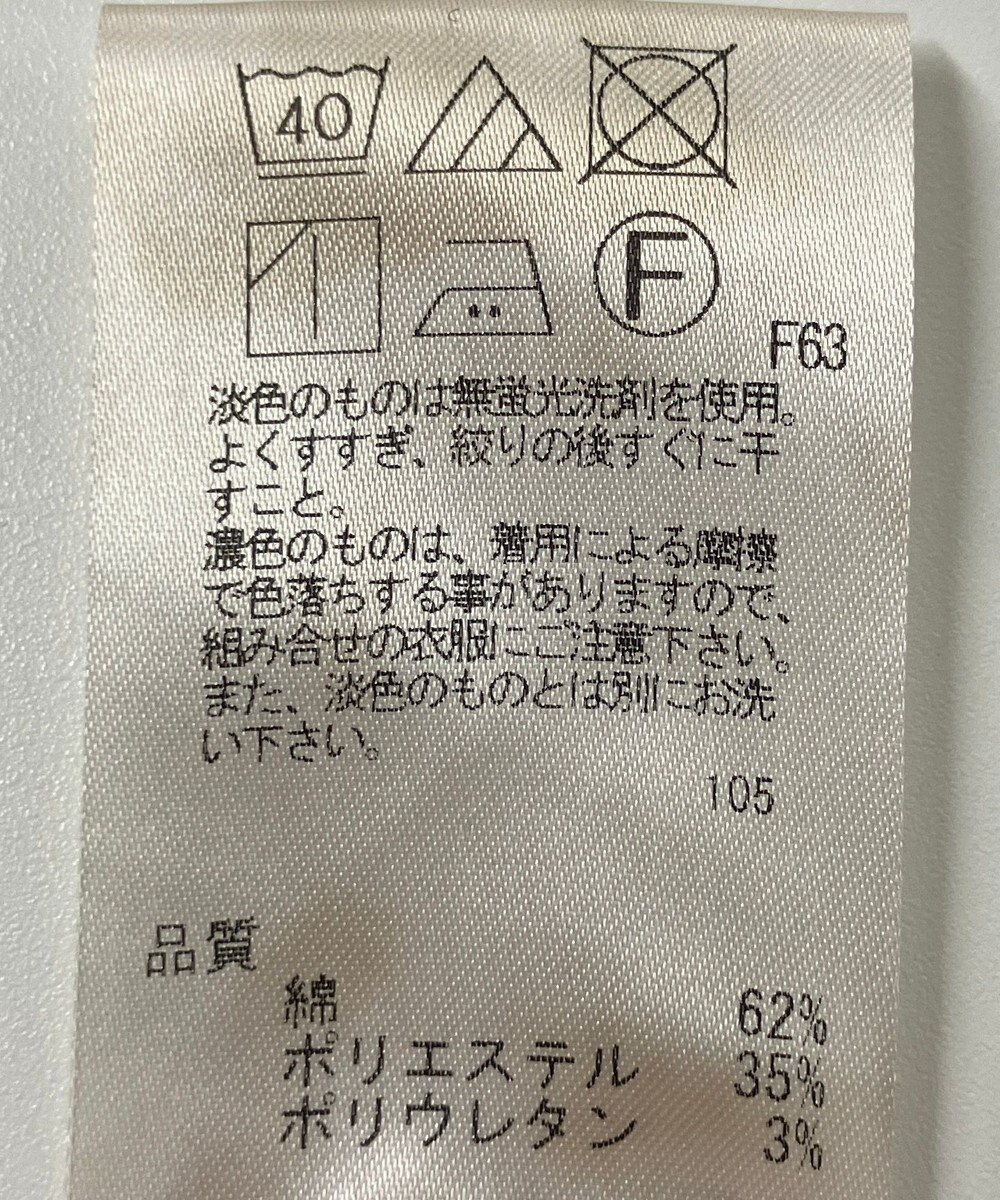 40
F
F63
淡色のものは無蛍光洗剤を使用。
よくすすぎ、絞りの後すぐに干
すこと。
濃色のものは、着用による摩擦
で色落ちする事がありますので、
組み合せの衣服にご注意下さい。
また、淡色のものとは別にお洗
い下さい。
105
品質
綿 62%
ポリエステル 35%
ポリウレタン 3%